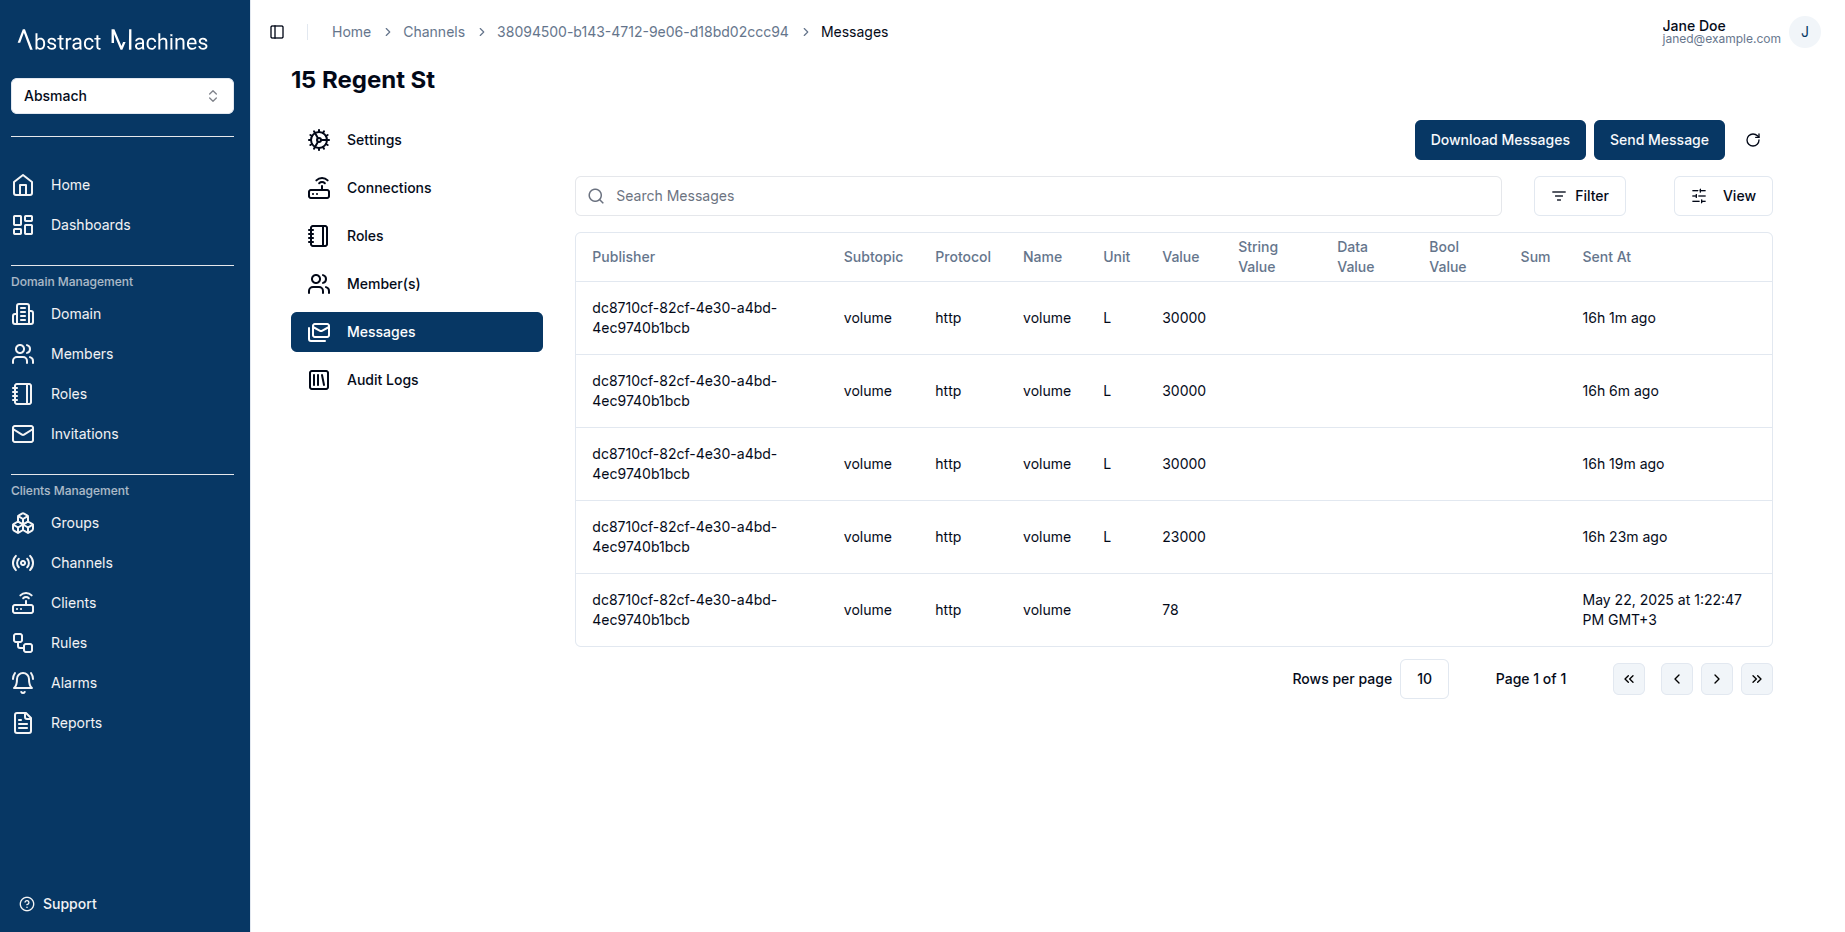 Abstract Machines
Absmach
Home
Dashboards
Domain Management
Domain
Members
Roles
Invitations
Clients Management
Groups
Channels
Clients
Rules
Alarms
Reports
Support
Home > Channels > 38094500-b143-4712-9e06-d18bd02ccc94 > Messages
Jane Doe
janed@example.com
J
15 Regent St
Settings
Connections
Roles
Member(s)
Messages
Audit Logs
Download Messages Send Message
Search Messages Filter View
Publisher Subtopic Protocol Name Unit Value String Value Data Value Bool Value Sum Sent At
dc8710cf-82cf-4e30-a4bd-
4ec9740b1bcb volume http volume L 30000 16h 1m ago
dc8710cf-82cf-4e30-a4bd-
4ec9740b1bcb volume http volume L 30000 16h 6m ago
dc8710cf-82cf-4e30-a4bd-
4ec9740b1bcb volume http volume L 30000 16h 19m ago
dc8710cf-82cf-4e30-a4bd-
4ec9740b1bcb volume http volume L 23000 16h 23m ago
dc8710cf-82cf-4e30-a4bd-
4ec9740b1bcb volume http volume 78 May 22, 2025 at 1:22:47
PM GMT+3
Rows per page 10 Page 1 of 1